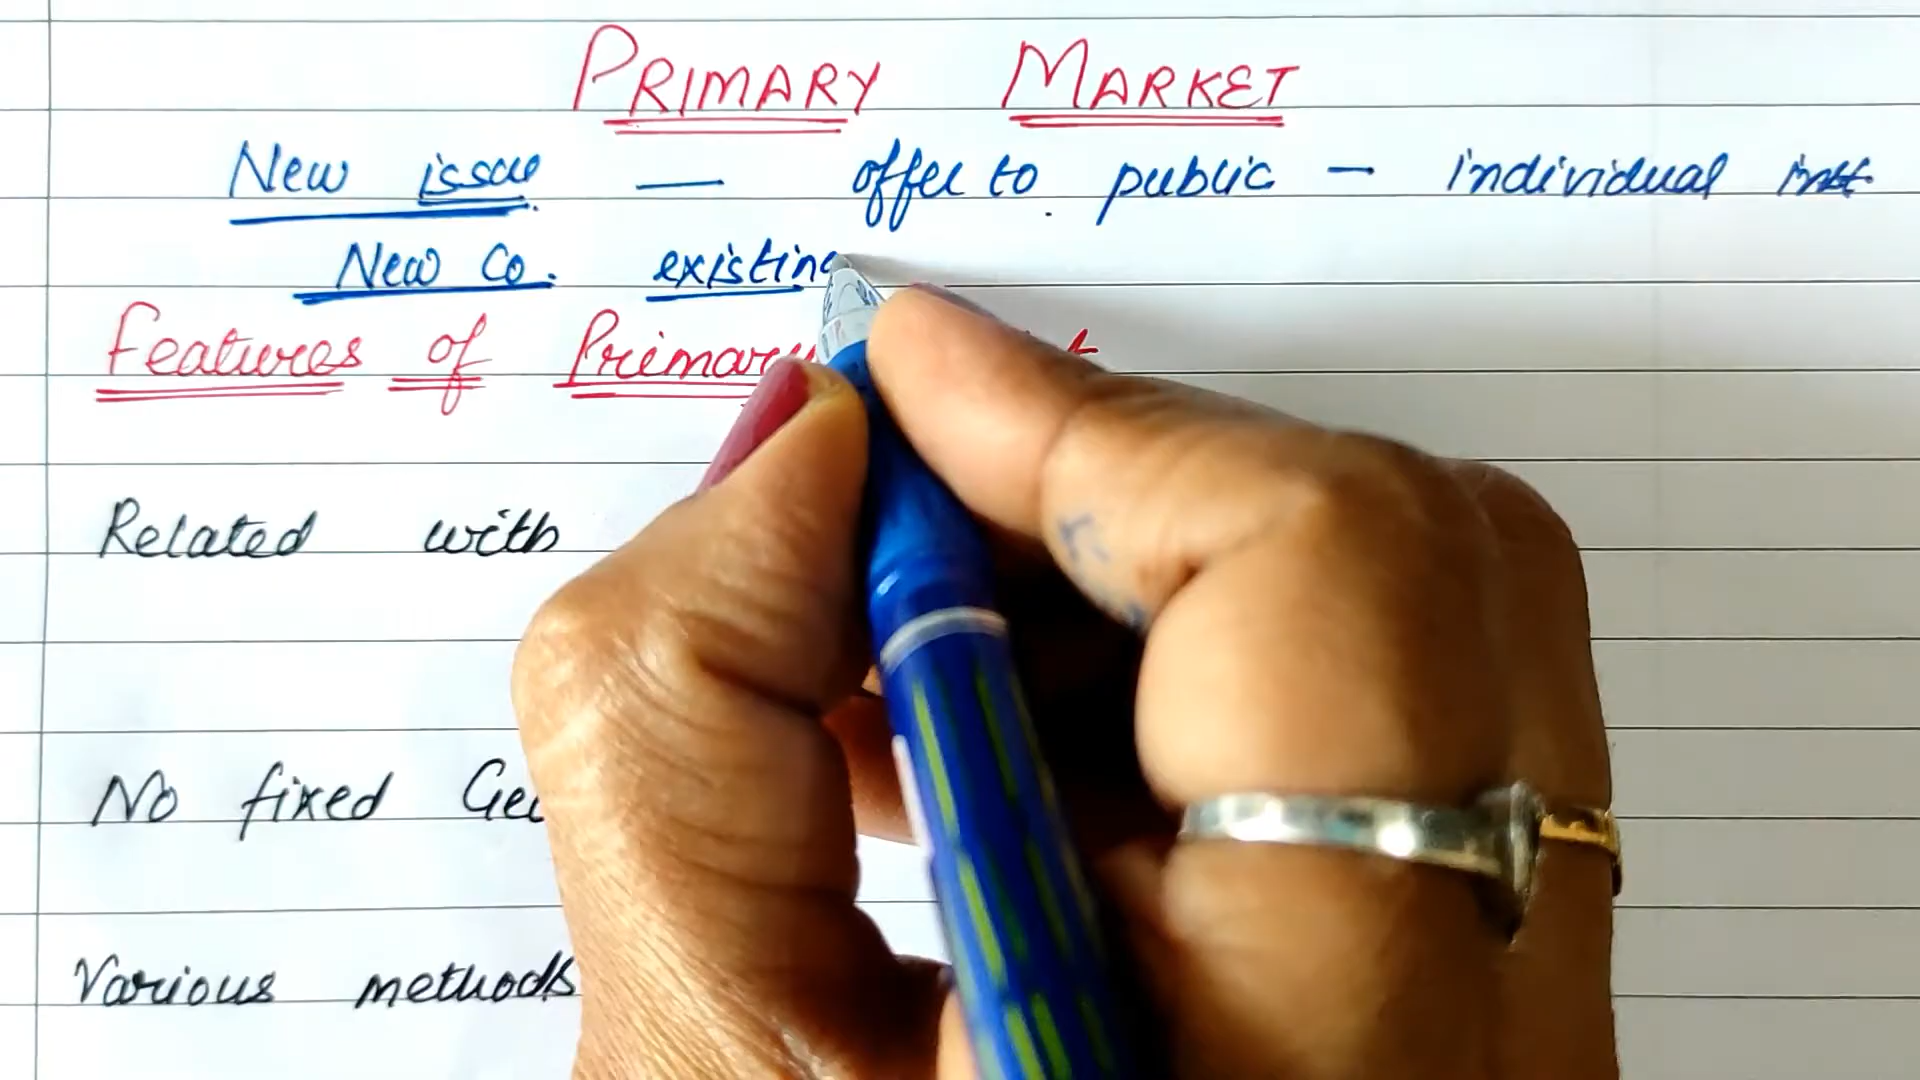 PRIMARY MARKET
New issue — offer to public - individual inst.
New Co. existing
Features of Primary
Related with
No fixed
Various methods